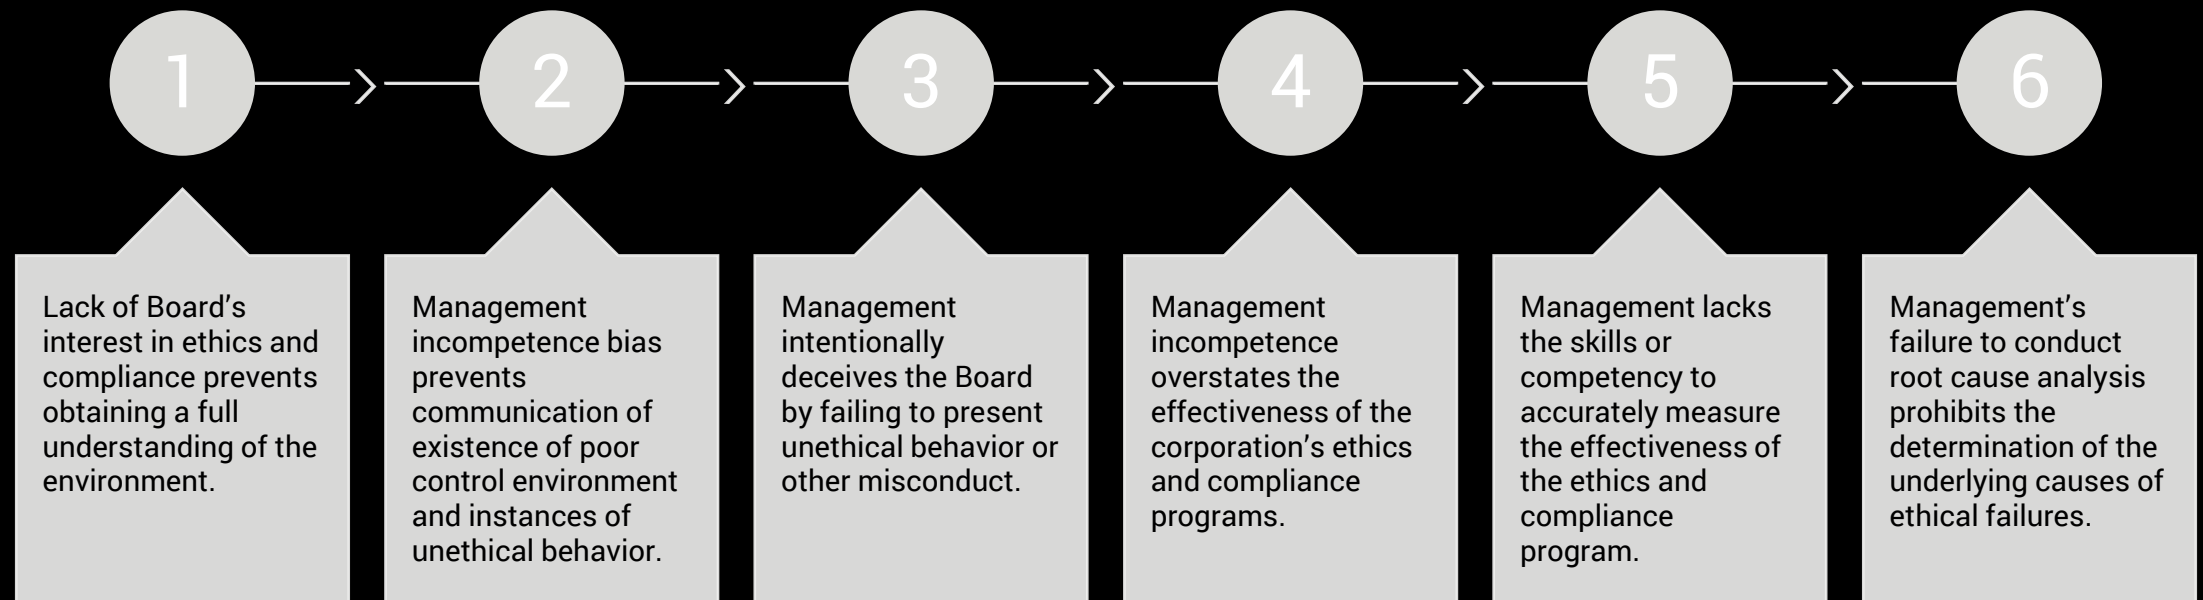 1
Lack of Board’s
interest in ethics and
compliance prevents
obtaining a full
understanding of the
environment.
2
Management
incompetence bias
prevents
communication of
existence of poor
control environment
and instances of
unethical behavior.
3
Management
intentionally
deceives the Board
by failing to present
unethical behavior or
other misconduct.
4
Management
incompetence
overstates the
effectiveness of the
corporation’s ethics
and compliance
programs.
5
Management lacks
the skills or
competency to
accurately measure
the effectiveness of
the ethics and
compliance
program.
6
Management’s
failure to conduct
root cause analysis
prohibits the
determination of the
underlying causes of
ethical failures.